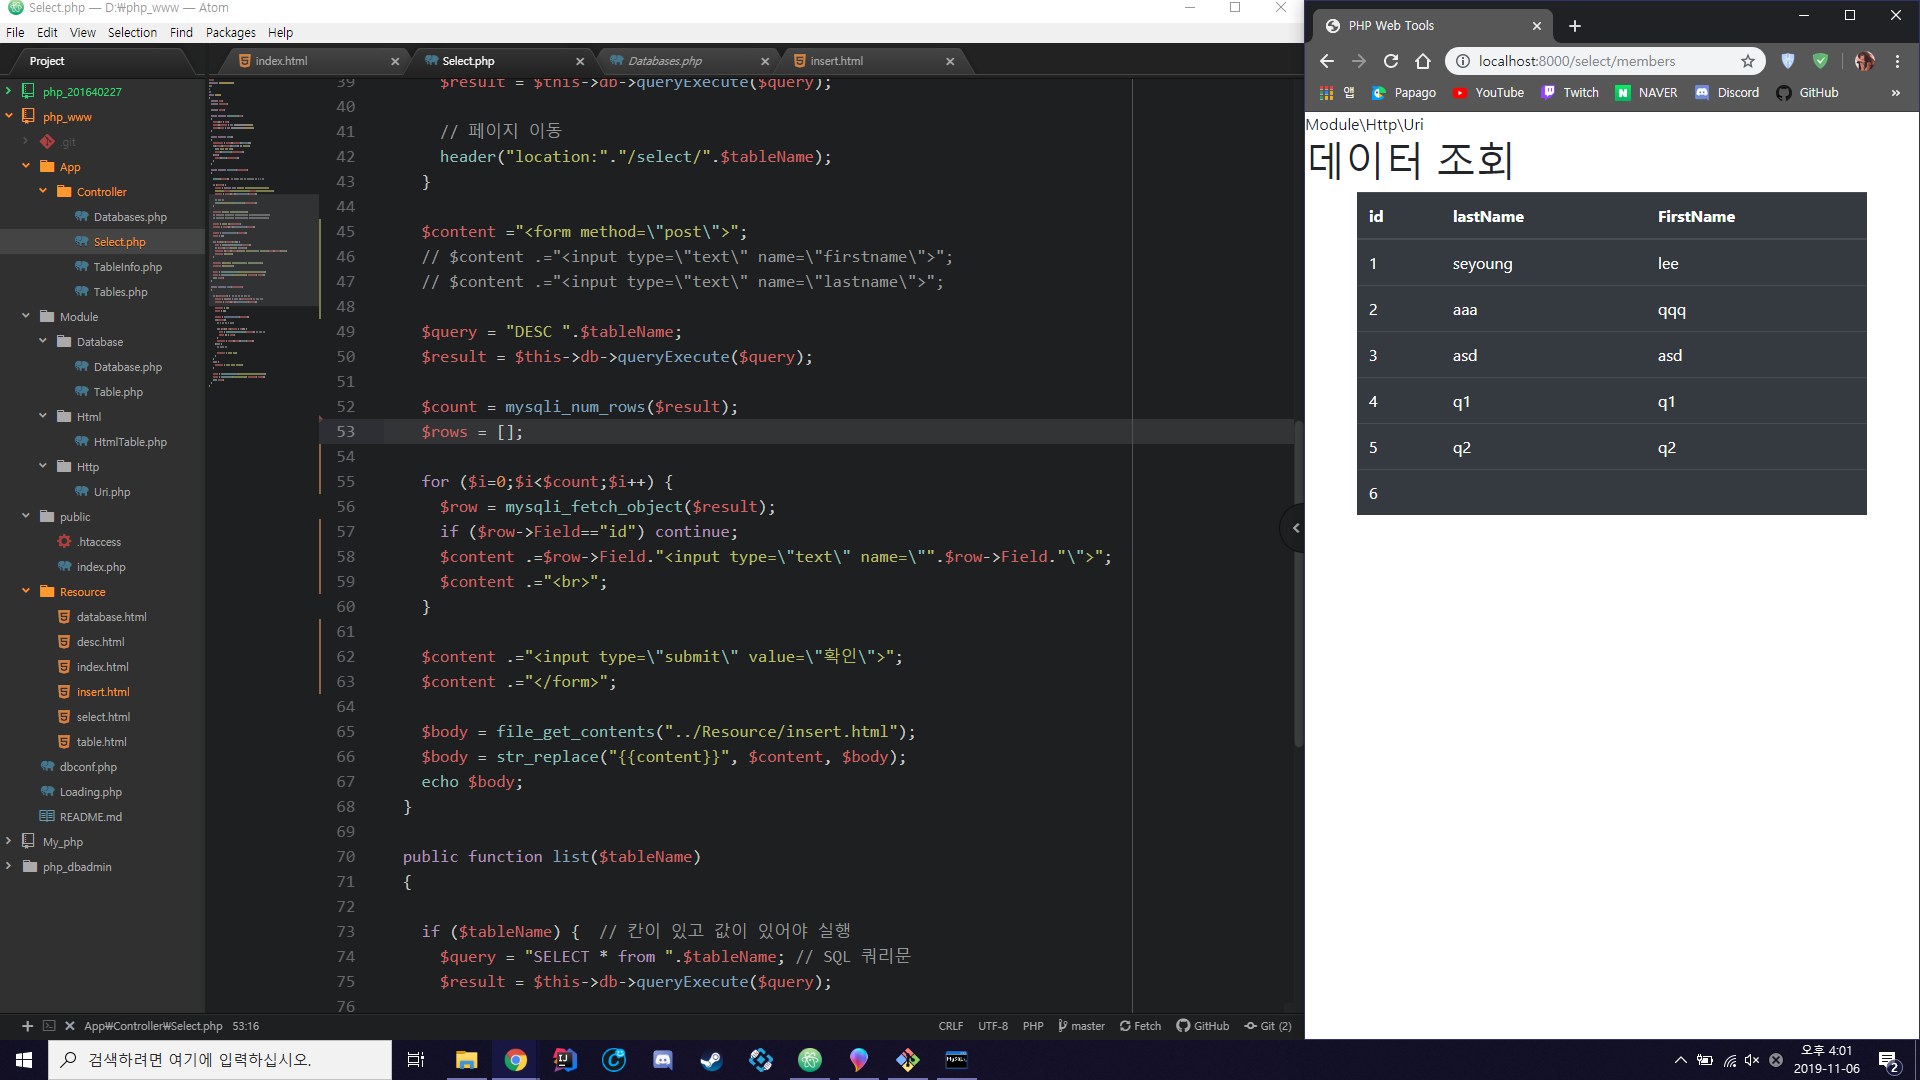 Select.php — D:₩php_www — Atom
File Edit View Selection Find Packages Help
Project
index.html
Select.php
Databases.php
insert.html
php_201640227
php_www
.git
App
Controller
Databases.php
Select.php
TableInfo.php
Tables.php
Module
Database
Database.php
Table.php
Html
HtmlTable.php
Http
Uri.php
public
.htaccess
index.php
Resource
database.html
desc.html
index.html
insert.html
select.html
table.html
dbconf.php
Loading.php
README.md
My_php
php_dbadmin
39 $result = $this->db->queryExecute($query);
40
41 // 페이지 이동
42 header("location:"."/select/".$tableName);
43 }
44
45 $content ="<form method=\"post\">";
46 // $content .="<input type=\"text\" name=\"firstname\">";
47 // $content .="<input type=\"text\" name=\"lastname\">";
48
49 $query = "DESC ".$tableName;
50 $result = $this->db->queryExecute($query);
51
52 $count = mysqli_num_rows($result);
53 $rows = [];
54
55 for ($i=0;$i<$count;$i++) {
56 $row = mysqli_fetch_object($result);
57 if ($row->Field=="id") continue;
58 $content .=$row->Field."<input type=\"text\" name=\"".$row->Field."\">";
59 $content .="<br>";
60 }
61
62 $content .="<input type=\"submit\" value=\"확인\">";
63 $content .="</form>";
64
65 $body = file_get_contents("../Resource/insert.html");
66 $body = str_replace("{{content}}", $content, $body);
67 echo $body;
68 }
69
70 public function list($tableName)
71 {
72
73 if ($tableName) { // 칸이 있고 값이 있어야 실행
74 $query = "SELECT * from ".$tableName; // SQL 쿼리문
75 $result = $this->db->queryExecute($query);
76
App₩Controller₩Select.php 53:16
CRLF UTF-8 PHP master Fetch GitHub Git (2)
PHP Web Tools
localhost:8000/select/members
앱 Papago YouTube Twitch NAVER Discord GitHub »
Module\Http\Uri
데이터 조회
id lastName FirstName
1 seyoung lee
2 aaa qqq
3 asd asd
4 q1 q1
5 q2 q2
6
검색하려면 여기에 입력하십시오.
오후 4:01
2019-11-06
2